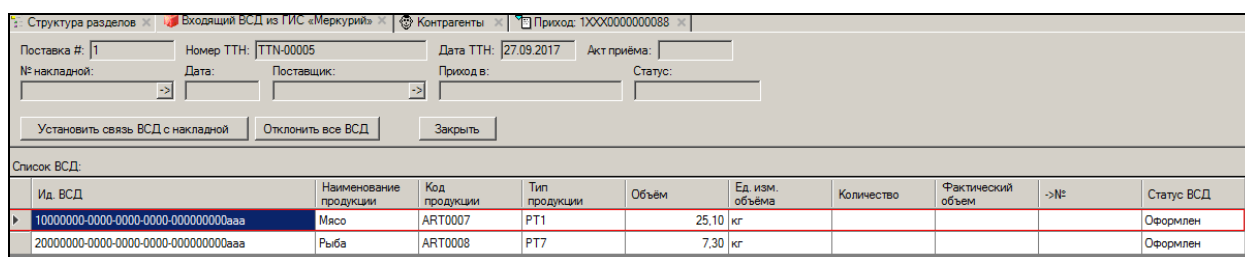 Структура разделов Входящий ВСД из ГИС «Меркурий» Контрагенты Приход: 1XXX0000000088
Поставка #: 1 Номер ТТН: TTN-00005 Дата ТТН: 27.09.2017 Акт приёма:
№ накладной: Дата: Поставщик: Приход в: Статус:
-> ->
Установить связь ВСД с накладной Отклонить все ВСД Закрыть
Список ВСД:
Ид. ВСД Наименование продукции Код продукции Тип продукции Объём Ед. изм. объёма Количество Фактический объем ->№ Статус ВСД
10000000-0000-0000-0000-000000000aaa Мясо ART0007 PT1 25,10 кг Оформлен
20000000-0000-0000-0000-000000000aaa Рыба ART0008 PT7 7,30 кг Оформлен